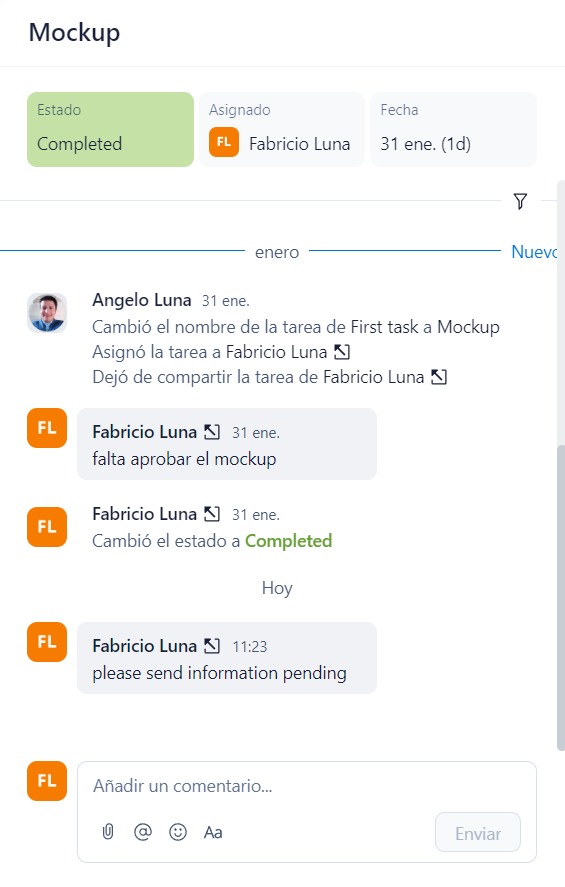 Mockup
Estado
Completed
Asignado
FL Fabricio Luna
Fecha
31 ene. (1d)
enero
Nuevo
Angelo Luna 31 ene.
Cambió el nombre de la tarea de First task a Mockup
Asignó la tarea a Fabricio Luna
Dejó de compartir la tarea de Fabricio Luna
FL
Fabricio Luna 31 ene.
falta aprobar el mockup
FL
Fabricio Luna 31 ene.
Cambió el estado a Completed
Hoy
FL
Fabricio Luna 11:23
please send information pending
FL
Añadir un comentario...
Aa
Enviar